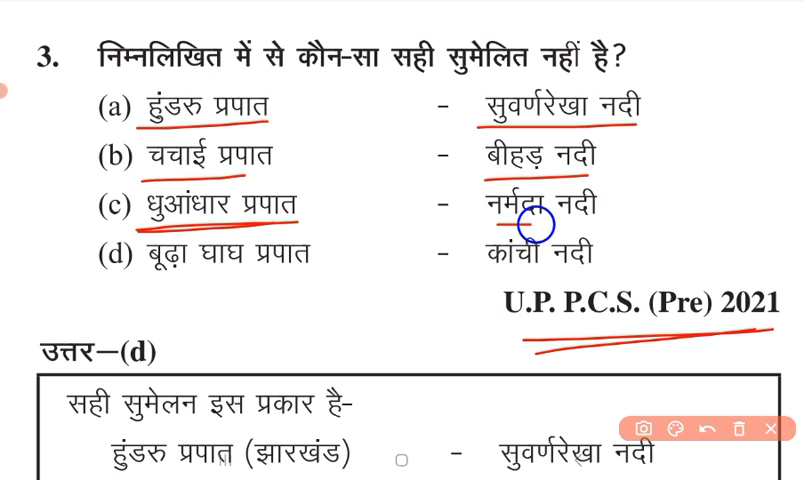 3. निम्नलिखित में से कौन-सा सही सुमेलित नहीं है?
(a) हुंडरु प्रपात - सुवर्णरेखा नदी
(b) चचाई प्रपात - बीहड़ नदी
(c) धुआंधार प्रपात - नर्मदा नदी
(d) बूढ़ा घाघ प्रपात - कांची नदी
U.P. P.C.S. (Pre) 2021
उत्तर–(d)
सही सुमेलन इस प्रकार है-
हुंडरु प्रपात (झारखंड) - सुवर्णरेखा नदी